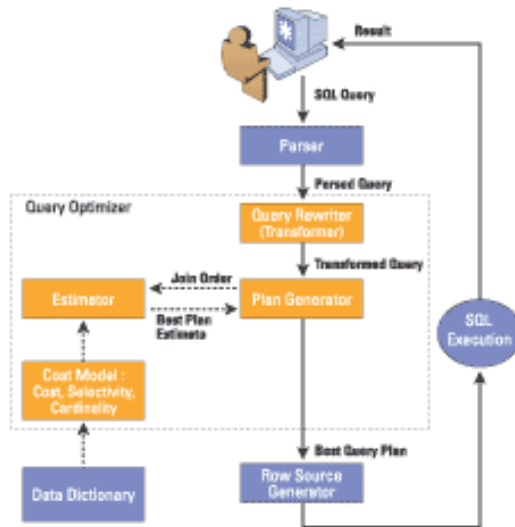 Result
SQL Query
Parser
Parsed Query
Query Optimizer
Query Rewriter
(Transformer)
Transformed Query
Join Order
Estimator
Plan Generator
Best Plan
Estimate
SQL
Execution
Cost Model :
Cost, Selectivity,
Cardinality
Best Query Plan
Data Dictionary
Row Source
Generator